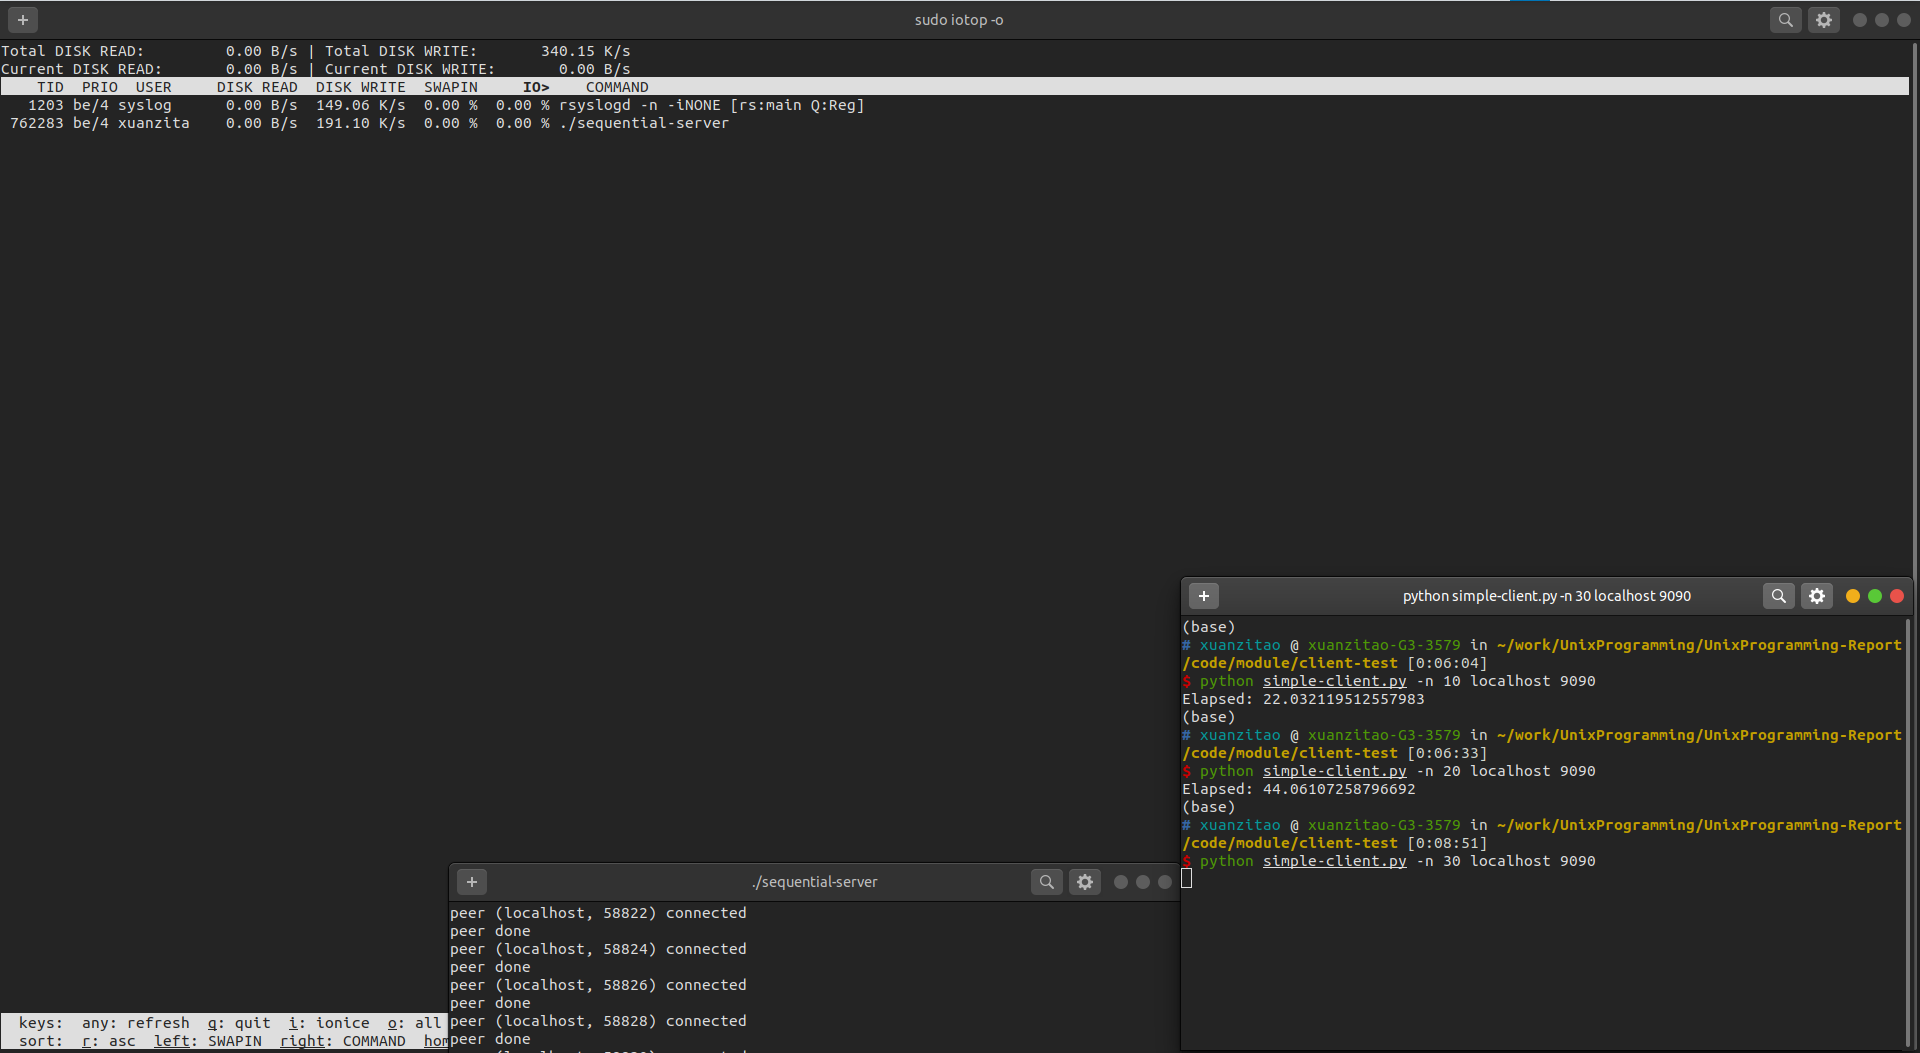 sudo iotop -o
Total DISK READ:         0.00 B/s | Total DISK WRITE:       340.15 K/s
Current DISK READ:       0.00 B/s | Current DISK WRITE:       0.00 B/s
TID  PRIO  USER     DISK READ  DISK WRITE  SWAPIN     IO>    COMMAND
1203 be/4 syslog      0.00 B/s  149.06 K/s  0.00 %  0.00 % rsyslogd -n -iNONE [rs:main Q:Reg]
762283 be/4 xuanzita    0.00 B/s  191.10 K/s  0.00 %  0.00 % ./sequential-server
keys:  any: refresh  q: quit  i: ionice  o: all
sort:  r: asc  left: SWAPIN  right: COMMAND  hom
./sequential-server
peer (localhost, 58822) connected
peer done
peer (localhost, 58824) connected
peer done
peer (localhost, 58826) connected
peer done
peer (localhost, 58828) connected
peer done
python simple-client.py -n 30 localhost 9090
(base)
# xuanzitao @ xuanzitao-G3-3579 in ~/work/UnixProgramming/UnixProgramming-Report
/code/module/client-test [0:06:04]
$ python simple-client.py -n 10 localhost 9090
Elapsed: 22.032119512557983
(base)
# xuanzitao @ xuanzitao-G3-3579 in ~/work/UnixProgramming/UnixProgramming-Report
/code/module/client-test [0:06:33]
$ python simple-client.py -n 20 localhost 9090
Elapsed: 44.06107258796692
(base)
# xuanzitao @ xuanzitao-G3-3579 in ~/work/UnixProgramming/UnixProgramming-Report
/code/module/client-test [0:08:51]
$ python simple-client.py -n 30 localhost 9090